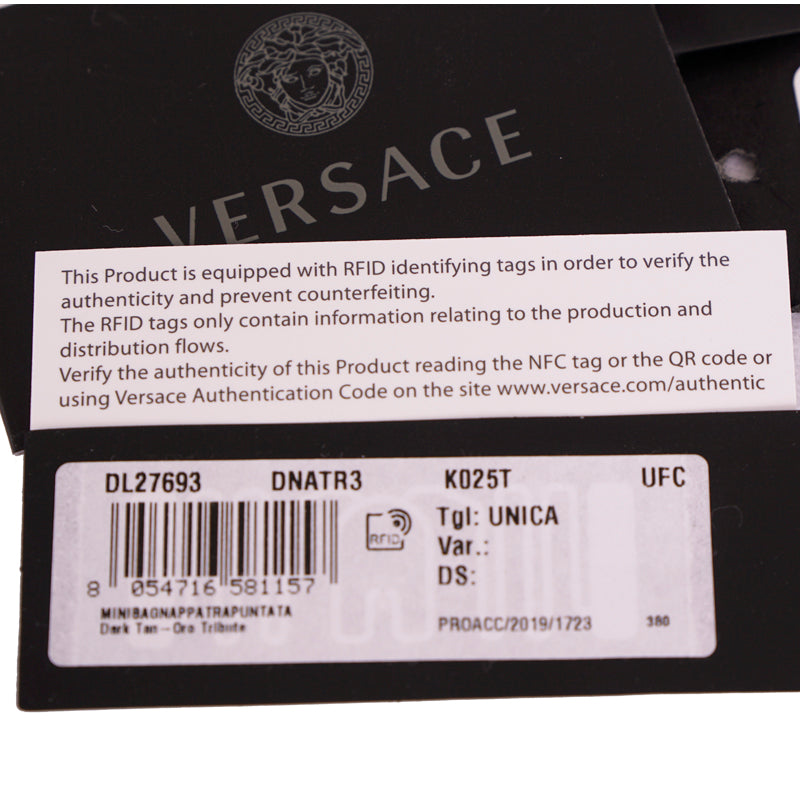 VERSACE
This Product is equipped with RFID identifying tags in order to verify the
authenticity and prevent counterfeiting.
The RFID tags only contain information relating to the production and
distribution flows.
Verify the authenticity of this Product reading the NFC tag or the QR code or
using Versace Authentication Code on the site www.versace.com/authentic
DL27693 DNATR3 K025T UFC
RFID
Tgl: UNICA
Var.:
DS:
8 054716 581157
MINIBAGNAPPATRAPUNTATA
Dark Tan-Oro Tribute
PROACC/2019/1723 380